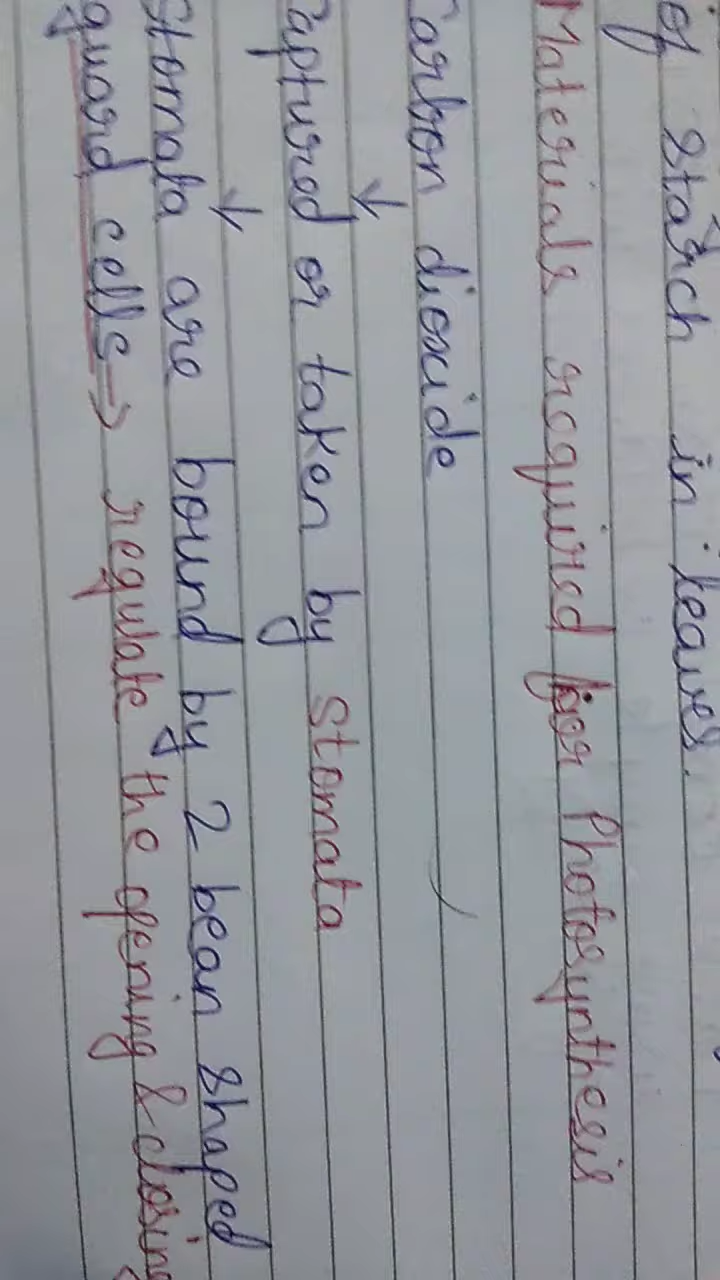 of starch in leaves.
Materials required for Photosynthesis
Carbon dioxide
↓
Captured or taken by stomata
↓
Stomata are bound by 2 bean shaped
guard cells → regulate the opening & closing